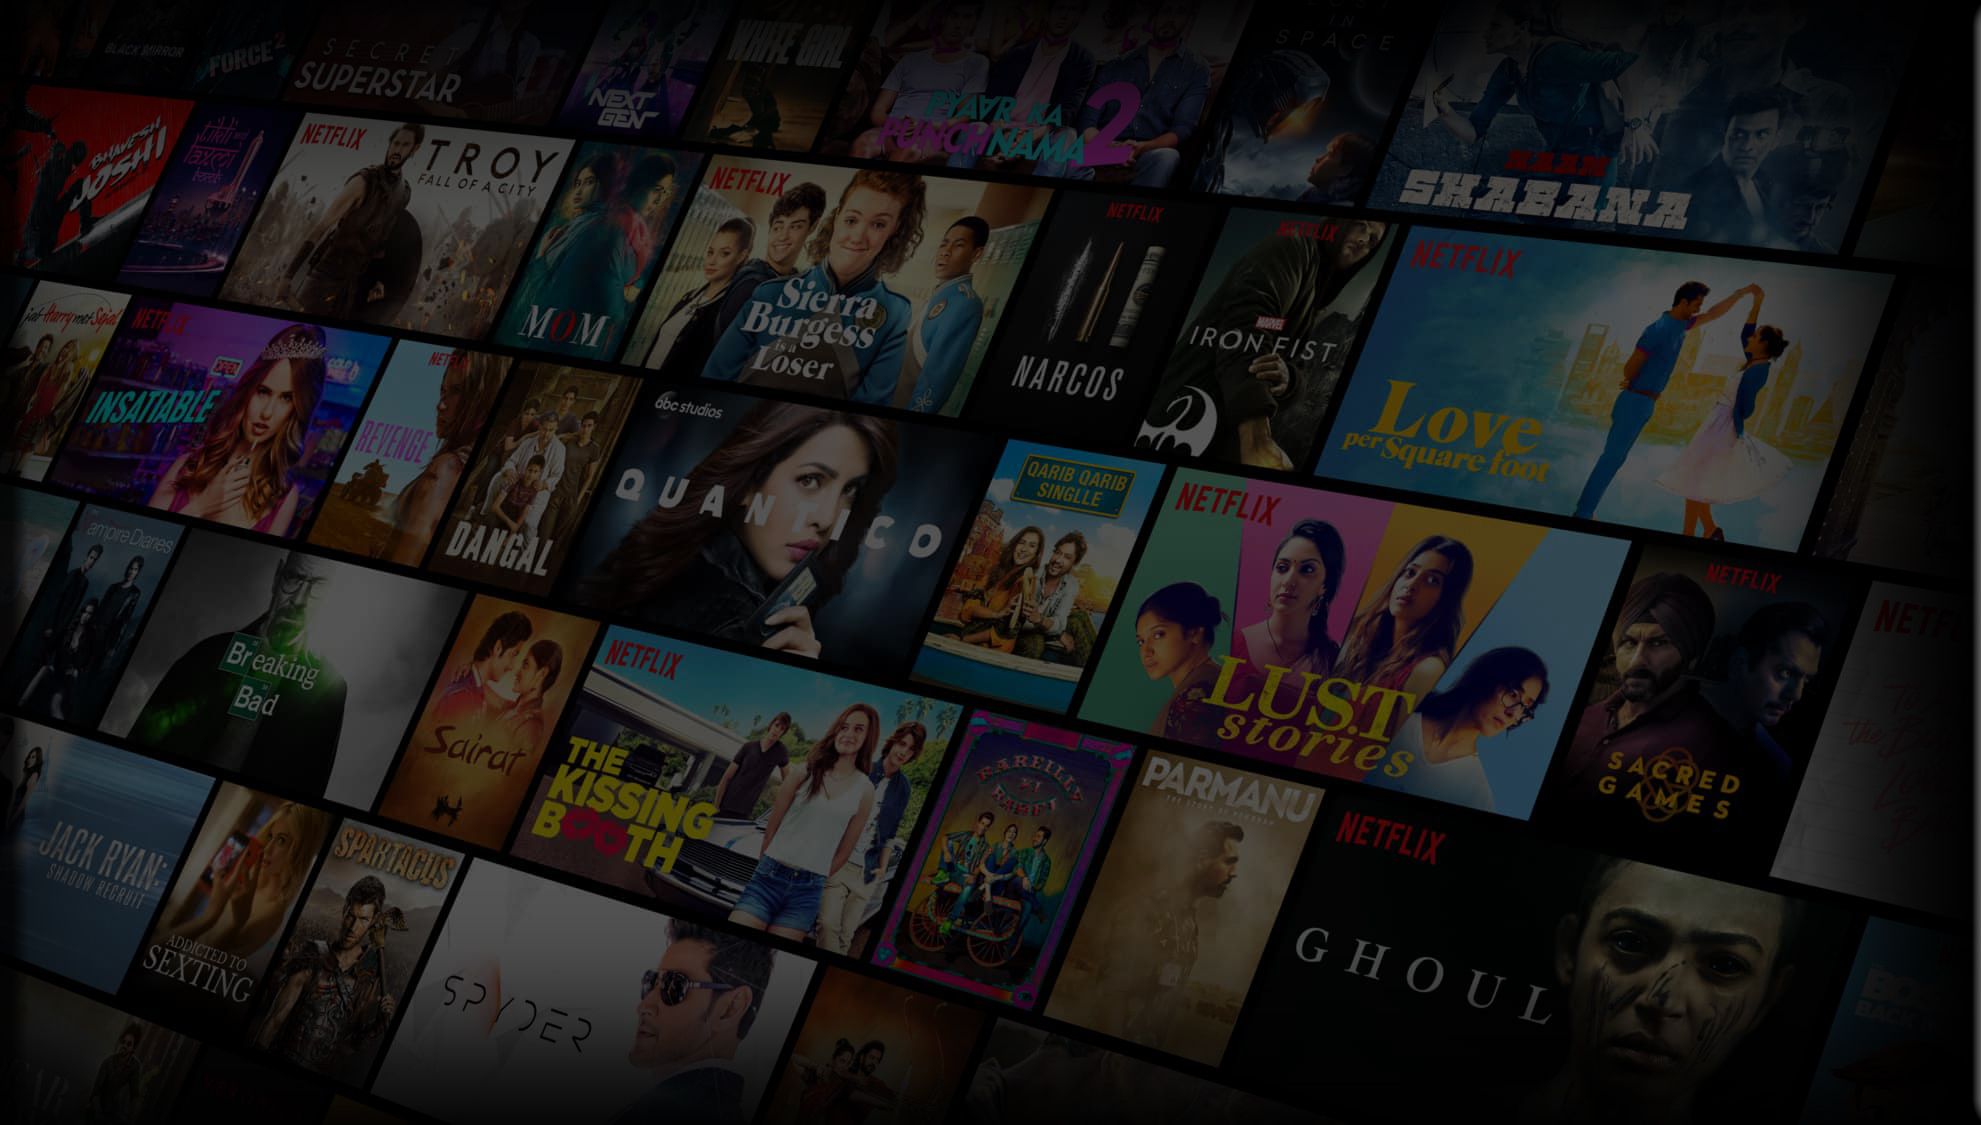 BLACK MIRROR
FORCE 2
SECRET
SUPERSTAR
NEXT
GEN
WHITE GIRL
PYAAR KA
PUNCHNAMA 2
LOST
IN
SPACE
NAAM
SHABANA
BHAVESH
JOSHI
NETFLIX
TROY
FALL OF A CITY
MOM
NETFLIX
Sierra
Burgess
is a
Loser
NETFLIX
NARCOS
NETFLIX
MARVEL
IRON FIST
NETFLIX
Love
per Square foot
jab Harry met Sejal
NETFLIX
OPEN
INSATIABLE
NETFLIX
REVENGE
DANGAL
abc studios
QUANTICO
QARIB QARIB
SINGLLE
NETFLIX
LUST
stories
NETFLIX
SACRED
GAMES
NETFLIX
the
ampire Diaries
Breaking
Bad
Sairat
NETFLIX
THE
KISSING
BOOTH
BAREILLY
KI
BARFI
PARMANU
THE STORY OF POKHRAN
NETFLIX
GHOUL
JACK RYAN:
SHADOW RECRUIT
ADDICTED TO
SEXTING
SPARTACUS
SPYDER